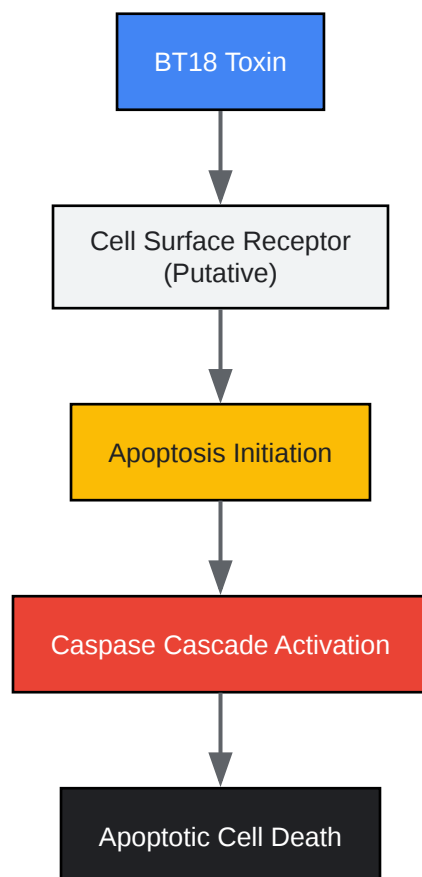 BT18 Toxin
Cell Surface Receptor
(Putative)
Apoptosis Initiation
Caspase Cascade Activation
Apoptotic Cell Death